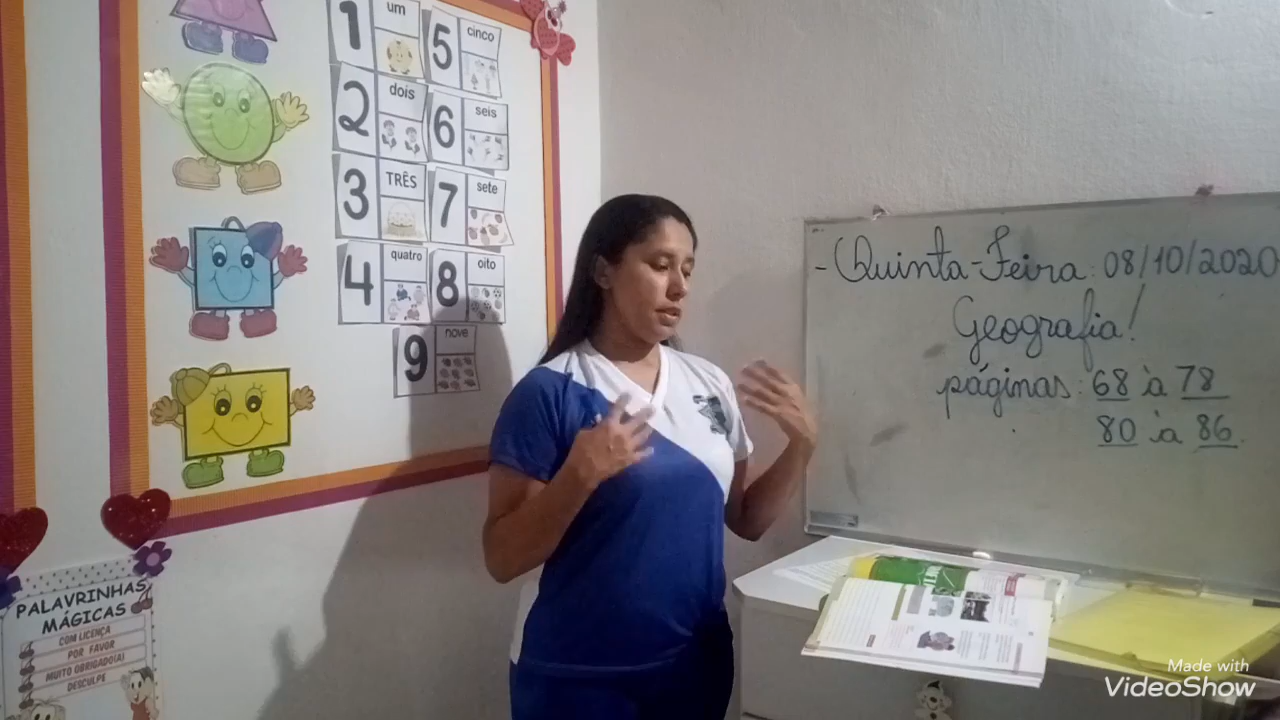 1 um
2 dois
3 TRÊS
4 quatro
5 cinco
6 seis
7 sete
8 oito
9 nove
PALAVRINHAS
MÁGICAS
COM LICENÇA
POR FAVOR
MUITO OBRIGADO(A)
DESCULPE
- Quinta-Feira: 08/10/2020
Geografia!
páginas: 68 à 78
80 à 86.
Made with
VideoShow